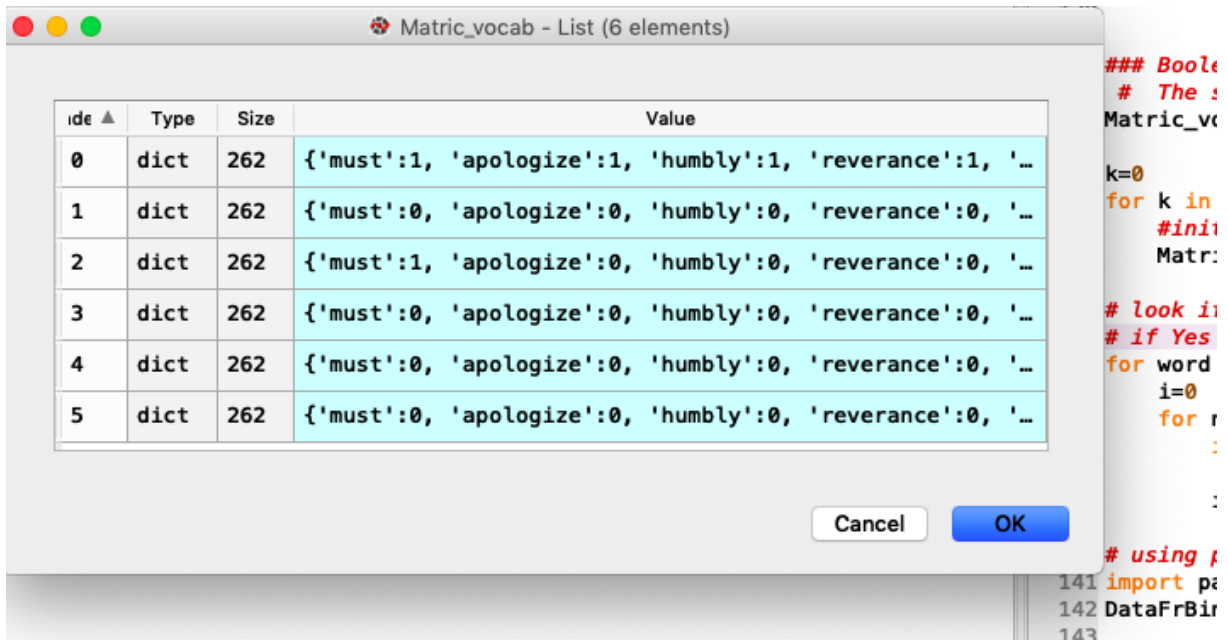 Matric_vocab - List (6 elements)
Type Size Value
0 dict 262 {'must':1, 'apologize':1, 'humbly':1, 'reverance':1, '…
1 dict 262 {'must':0, 'apologize':0, 'humbly':0, 'reverance':0, '…
2 dict 262 {'must':1, 'apologize':0, 'humbly':0, 'reverance':0, '…
3 dict 262 {'must':0, 'apologize':0, 'humbly':0, 'reverance':0, '…
4 dict 262 {'must':0, 'apologize':0, 'humbly':0, 'reverance':0, '…
5 dict 262 {'must':0, 'apologize':0, 'humbly':0, 'reverance':0, '…
Cancel OK
### Boole
# The s
Matric_vo
k=0
for k in
#init
Matri
# look if
# if Yes
for word
i=0
for
# using p
141 import pa
142 DataFrBin
143